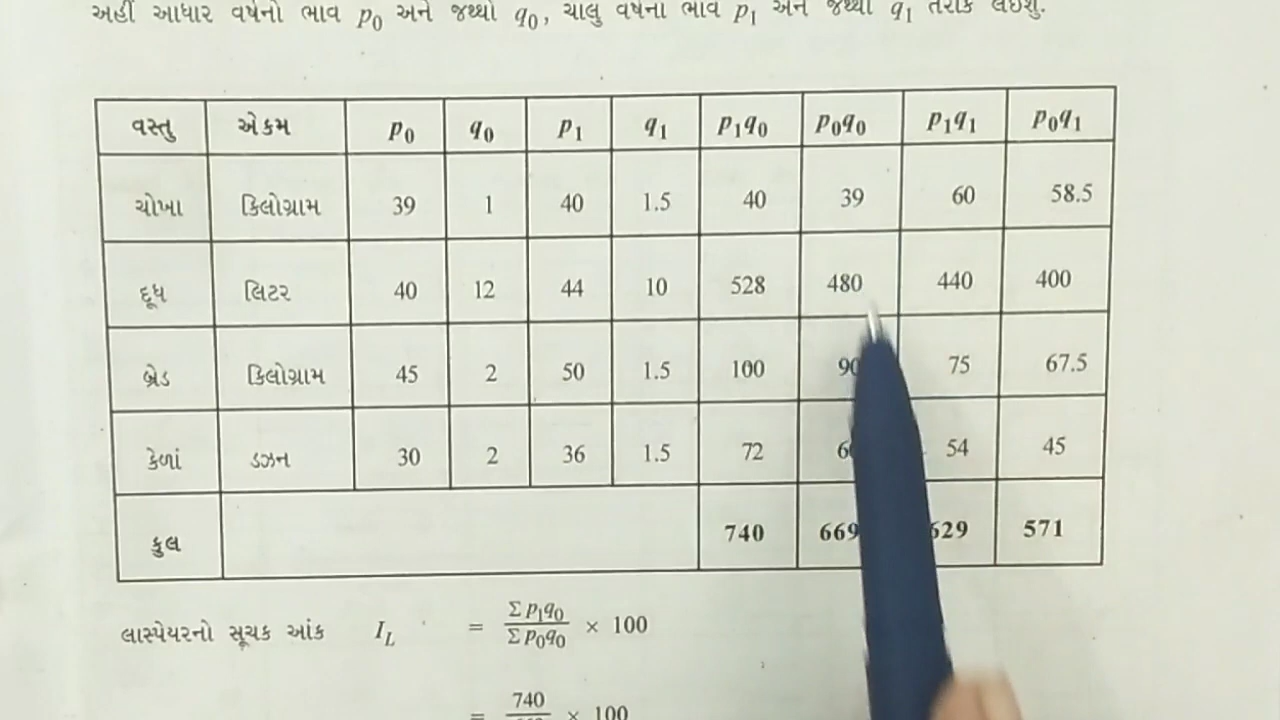 અહીં આધાર વર્ષનો ભાવ p0 અને જથ્થો q0, ચાલુ વર્ષના ભાવ p1 અને જથ્થો q1 તરીકે લઈશું.
વસ્તુ એકમ p0 q0 p1 q1 p1q0 p0q0 p1q1 p0q1
ચોખા કિલોગ્રામ 39 1 40 1.5 40 39 60 58.5
દૂધ લિટર 40 12 44 10 528 480 440 400
બ્રેડ કિલોગ્રામ 45 2 50 1.5 100 90 75 67.5
કેળાં ડઝન 30 2 36 1.5 72 54 45
કુલ 740 669 629 571
લાસ્પેયરનો સૂચક આંક IL = Σp1q0 / Σp0q0 × 100
= 740 / × 100